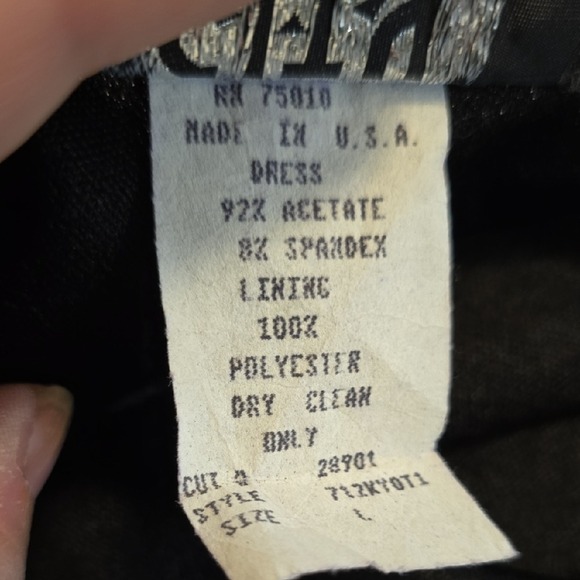 RN 75010
MADE IN U.S.A.
DRESS
92% ACETATE
8% SPANDEX
LINING
100%
POLYESTER
DRY CLEAN
ONLY
CUT # 28901
STYLE
SIZE L